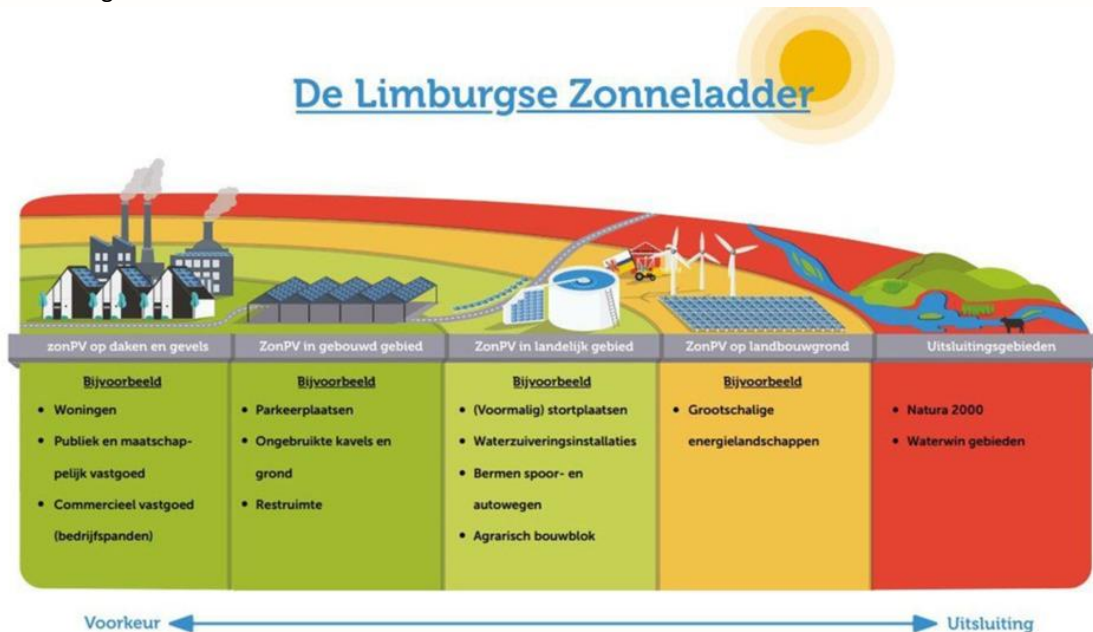 De Limburgse Zonneladder
zonPV op daken en gevels
ZonPV in gebouwd gebied
ZonPV in landelijk gebied
ZonPV op landbouwgrond
Uitsluitingsgebieden
Bijvoorbeeld
• Woningen
• Publiek en maatschap-
pelijk vastgoed
• Commercieel vastgoed
(bedrijfspanden)
Bijvoorbeeld
• Parkeerplaatsen
• Ongebruikte kavels en
grond
• Restruimte
Bijvoorbeeld
• (Voormalig) stortplaatsen
• Waterzuiveringsinstallaties
• Bermen spoor- en
autowegen
• Agrarisch bouwblok
Bijvoorbeeld
• Grootschalige
energielandschappen
• Natura 2000
• Waterwin gebieden
Voorkeur
Uitsluiting